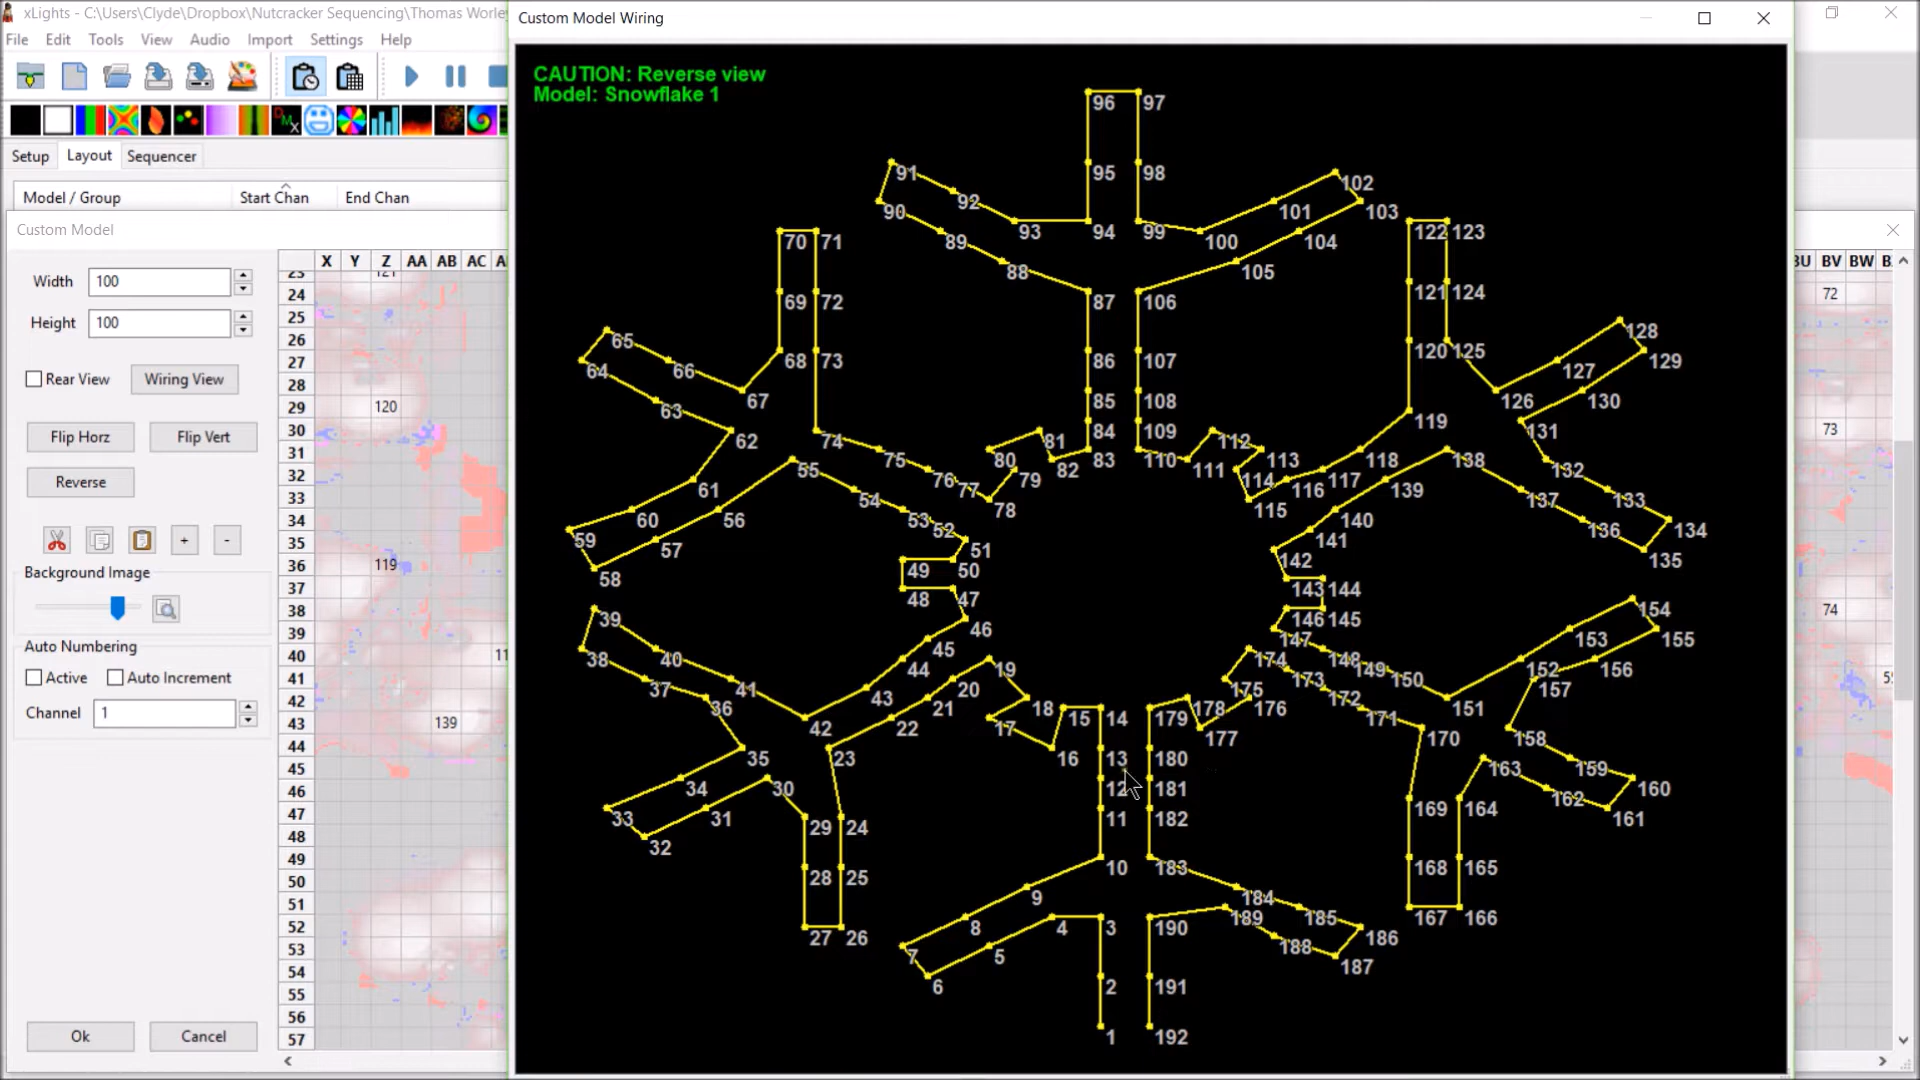 xLights - C:\Users\Clyde\Dropbox\Nutcracker Sequencing\Thomas Worley
File Edit Tools View Audio Import Settings Help
Setup Layout Sequencer
Model / Group Start Chan End Chan
Custom Model
Width 100
Height 100
Rear View Wiring View
Flip Horz Flip Vert
Reverse
+ -
Background Image
Auto Numbering
Active Auto Increment
Channel 1
Ok Cancel
X Y Z AA AB AC
24
25
26
27
28
29 120
30
31
32
33
34
35
36 119
37
38
39
40
41
42
43 139
44
45
46
47
48
49
50
51
52
53
54
55
56
57
Custom Model Wiring
CAUTION: Reverse view
Model: Snowflake 1
96 97
95 98 102
91
92 101 103
90 93 94 99 100 104 122 123
70 71 89 88 105
69 72 87 106 121 124
65 128
68 73 86 107 120 125 127 129
64 66
63 67 85 108 126 130
62 74 81 84 109 112 119 131
55 75 80 82 83 110 111 113 118 138 132
61 76 79 114 117 139 137 133
54 77 116
60 56 53 78 115 140 136 134
59 52 141
57 51 142 135
58 49 50 143 144
39 48 47 146 145 154
38 46 147 153 155
40 45 174 148 149 152 156
37 41 44 19 173 150
36 43 20 175 172 157
42 21 18 176 171 151
22 17 15 14 179 178
35 23 16 13 177 170 158
34 30 12 180 163 159
33 31 29 24 11 181 162 160
32 182 169 164 161
28 25 10 183 168 165
9 184
27 26 8 4 3 190 189 185 167 166
7 5 188 186
6 2 191 187
1 192
BV BW
72
73
74